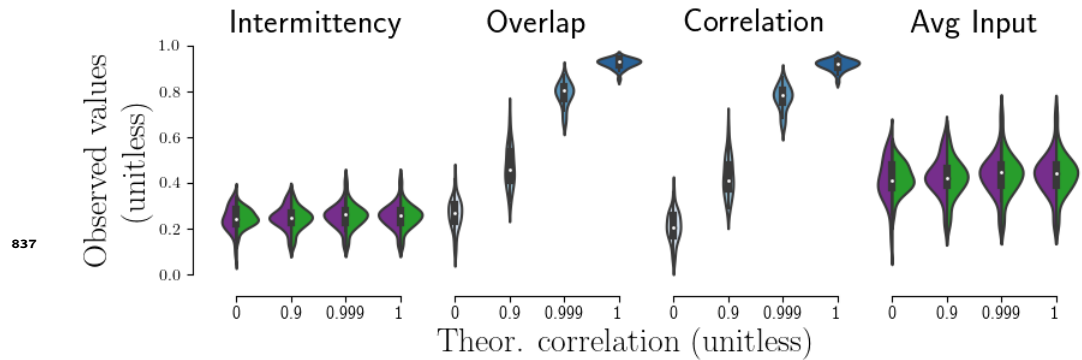 Intermittency Overlap Correlation Avg Input
1.0
0.8
0.6
0.4
0.2
0.0
Observed values
(unitless)
837
0 0.9 0.999 1 0 0.9 0.999 1 0 0.9 0.999 1 0 0.9 0.999 1
Theor. correlation (unitless)